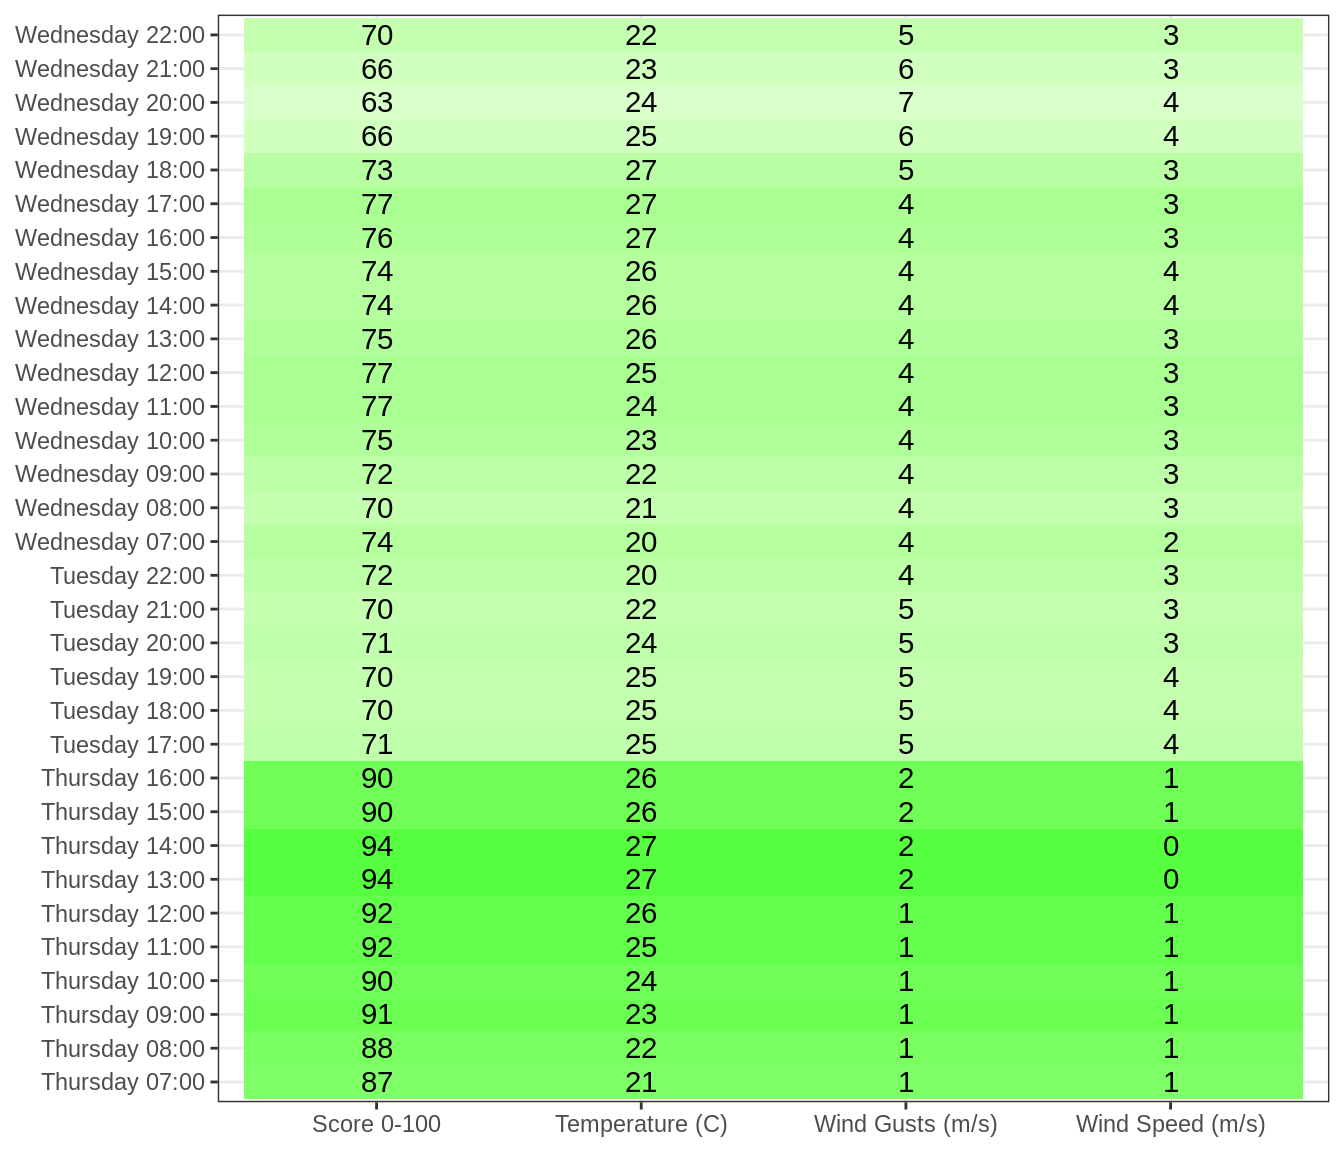 Wednesday 22:00 70 22 5 3
Wednesday 21:00 66 23 6 3
Wednesday 20:00 63 24 7 4
Wednesday 19:00 66 25 6 4
Wednesday 18:00 73 27 5 3
Wednesday 17:00 77 27 4 3
Wednesday 16:00 76 27 4 3
Wednesday 15:00 74 26 4 4
Wednesday 14:00 74 26 4 4
Wednesday 13:00 75 26 4 3
Wednesday 12:00 77 25 4 3
Wednesday 11:00 77 24 4 3
Wednesday 10:00 75 23 4 3
Wednesday 09:00 72 22 4 3
Wednesday 08:00 70 21 4 3
Wednesday 07:00 74 20 4 2
Tuesday 22:00 72 20 4 3
Tuesday 21:00 70 22 5 3
Tuesday 20:00 71 24 5 3
Tuesday 19:00 70 25 5 4
Tuesday 18:00 70 25 5 4
Tuesday 17:00 71 25 5 4
Thursday 16:00 90 26 2 1
Thursday 15:00 90 26 2 1
Thursday 14:00 94 27 2 0
Thursday 13:00 94 27 2 0
Thursday 12:00 92 26 1 1
Thursday 11:00 92 25 1 1
Thursday 10:00 90 24 1 1
Thursday 09:00 91 23 1 1
Thursday 08:00 88 22 1 1
Thursday 07:00 87 21 1 1
Score 0-100 Temperature (C) Wind Gusts (m/s) Wind Speed (m/s)